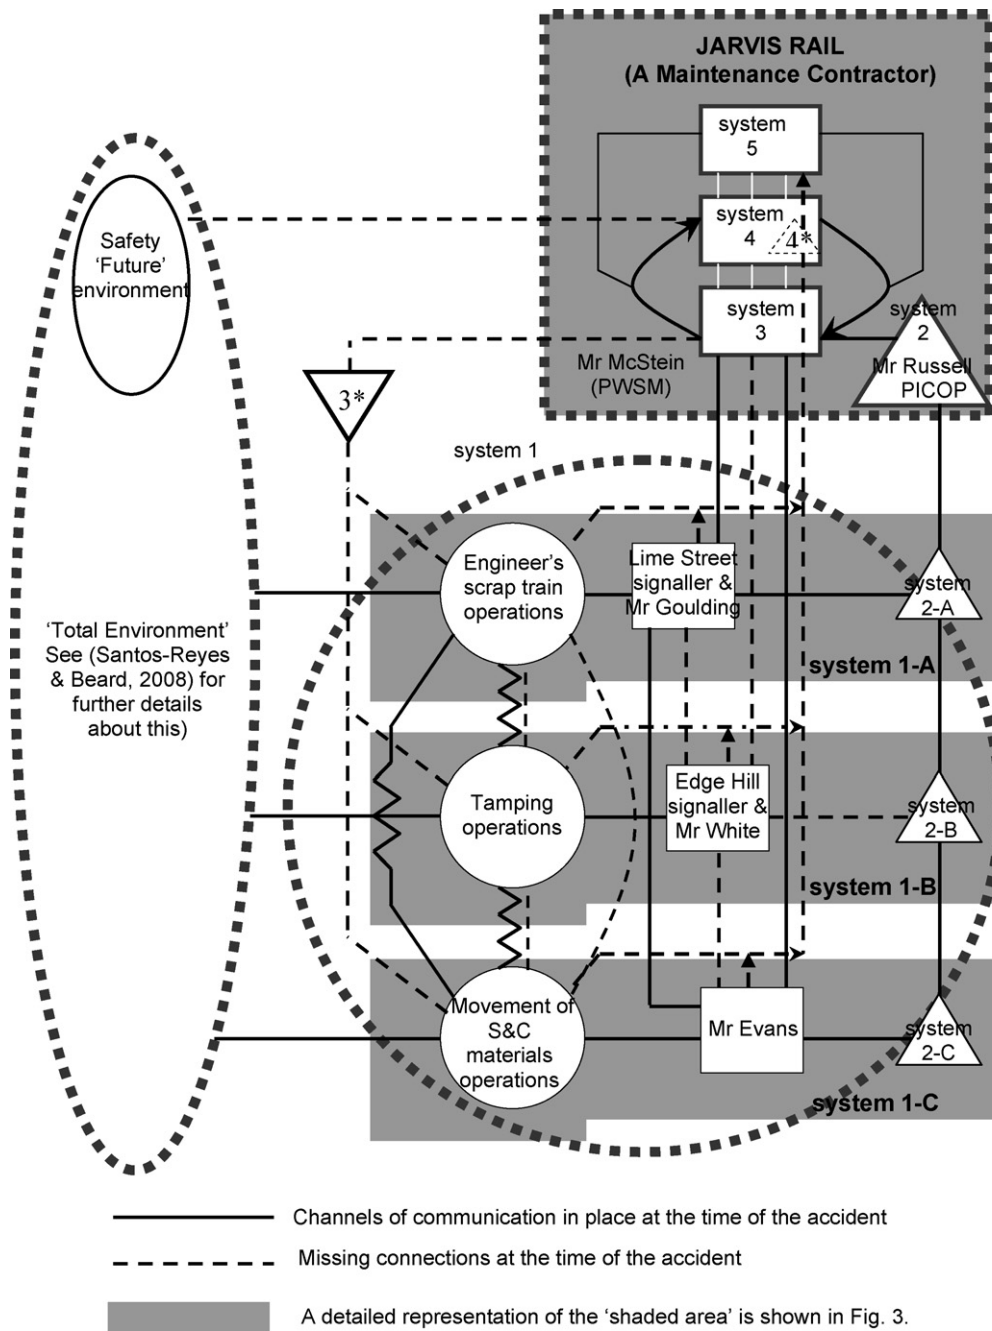 JARVIS RAIL
(A Maintenance Contractor)
system
5
system
4
4*
system
3
system
2
Mr Russell
PICOP
Mr McStein
(PWSM)
Safety
'Future'
environment
3*
system 1
Engineer's
scrap train
operations
Lime Street
signaller &
Mr Goulding
system
2-A
system 1-A
'Total Environment'
See (Santos-Reyes
& Beard, 2008) for
further details
about this)
Tamping
operations
Edge Hill
signaller &
Mr White
system
2-B
system 1-B
Movement of
S&C
materials
operations
Mr Evans
system
2-C
system 1-C
Channels of communication in place at the time of the accident
Missing connections at the time of the accident
A detailed representation of the 'shaded area' is shown in Fig. 3.